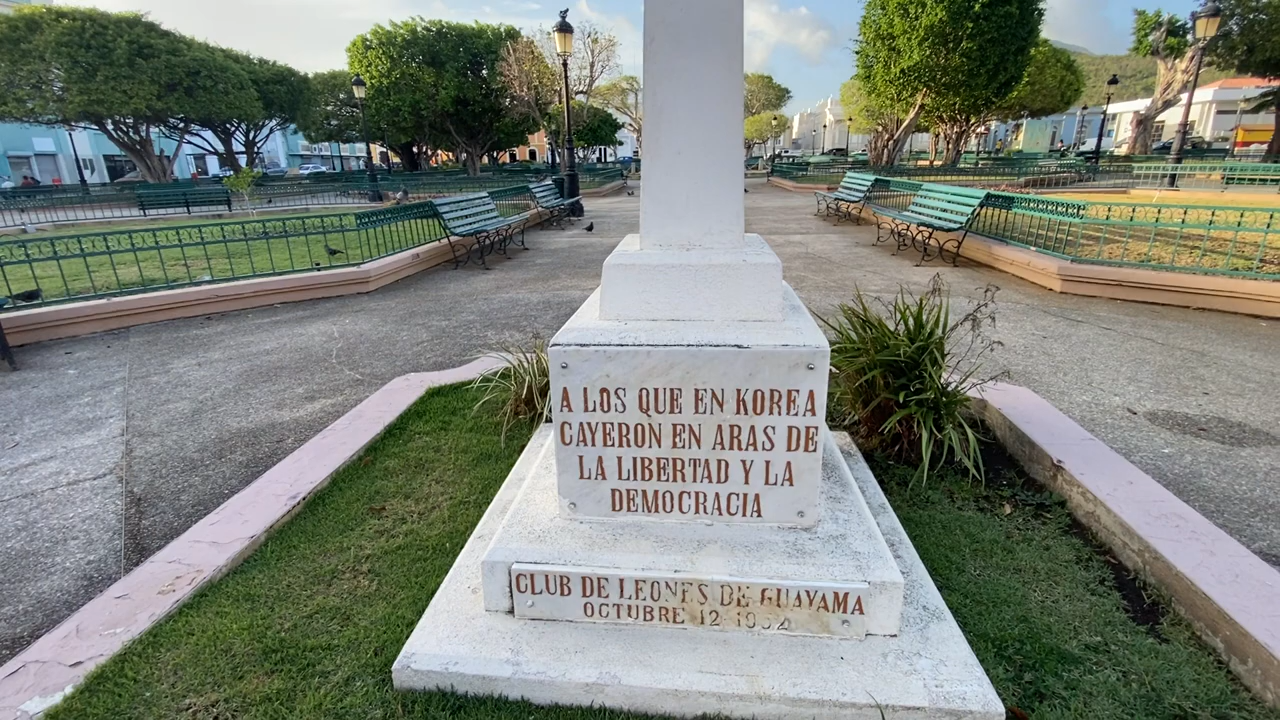 A LOS QUE EN KOREA
CAYERON EN ARAS DE
LA LIBERTAD Y LA
DEMOCRACIA
CLUB DE LEONES DE GUAYAMA
OCTUBRE 12 1952